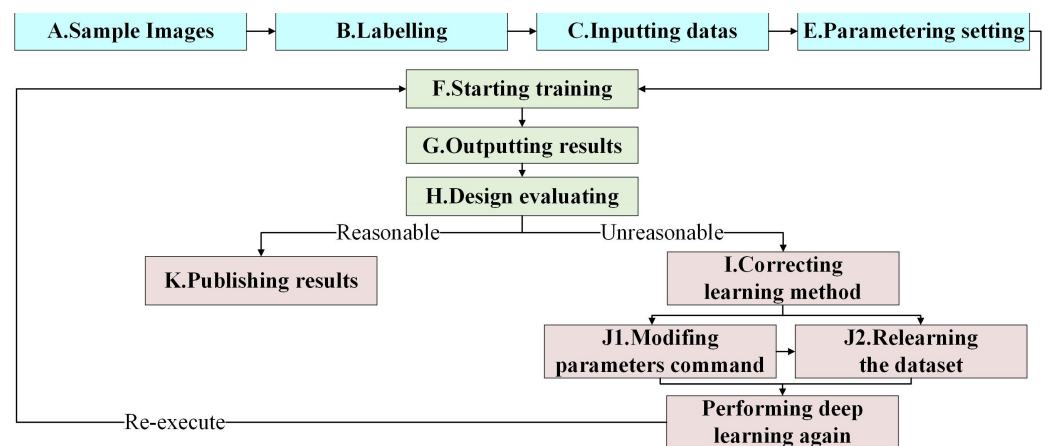 A.Sample Images
B.Labelling
C.Inputting datas
E.Parametering setting
F.Starting training
G.Outputting results
H.Design evaluating
Reasonable
Unreasonable
K.Publishing results
I.Correcting
learning method
J1.Modifing
parameters command
J2.Relearning
the dataset
Re-execute
Performing deep
learning again